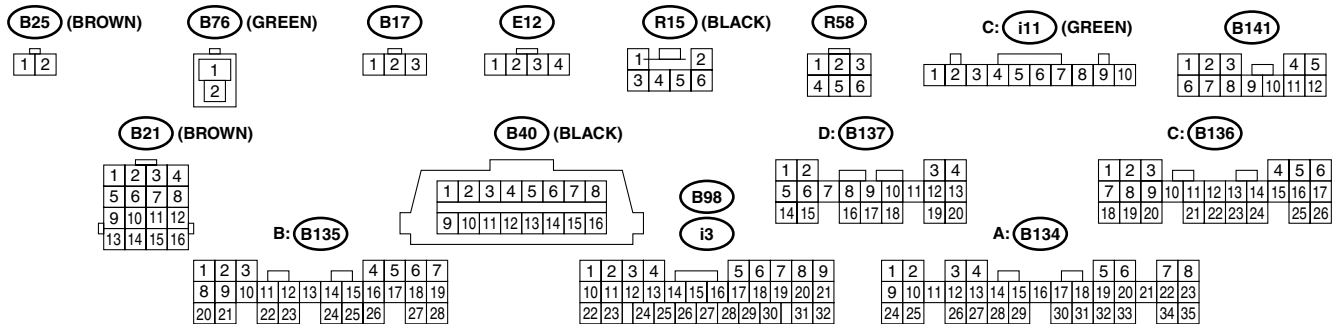 B25 (BROWN)
1 2
B76 (GREEN)
1
2
B17
1 2 3
E12
1 2 3 4
R15 (BLACK)
1 2
3 4 5 6
R58
1 2 3
4 5 6
C: i11 (GREEN)
1 2 3 4 5 6 7 8 9 10
B141
1 2 3 4 5
6 7 8 9 10 11 12
B21 (BROWN)
1 2 3 4
5 6 7 8
9 10 11 12
13 14 15 16
B40 (BLACK)
1 2 3 4 5 6 7 8
9 10 11 12 13 14 15 16
D: B137
1 2 3 4
5 6 7 8 9 10 11 12 13
14 15 16 17 18 19 20
C: B136
1 2 3 4 5 6
7 8 9 10 11 12 13 14 15 16 17
18 19 20 21 22 23 24 25 26
B: B135
1 2 3 4 5 6 7
8 9 10 11 12 13 14 15 16 17 18 19
20 21 22 23 24 25 26 27 28
B98
i3
1 2 3 4 5 6 7 8 9
10 11 12 13 14 15 16 17 18 19 20 21
22 23 24 25 26 27 28 29 30 31 32
A: B134
1 2 3 4 5 6 7 8
9 10 11 12 13 14 15 16 17 18 19 20 21 22 23
24 25 26 27 28 29 30 31 32 33 34 35